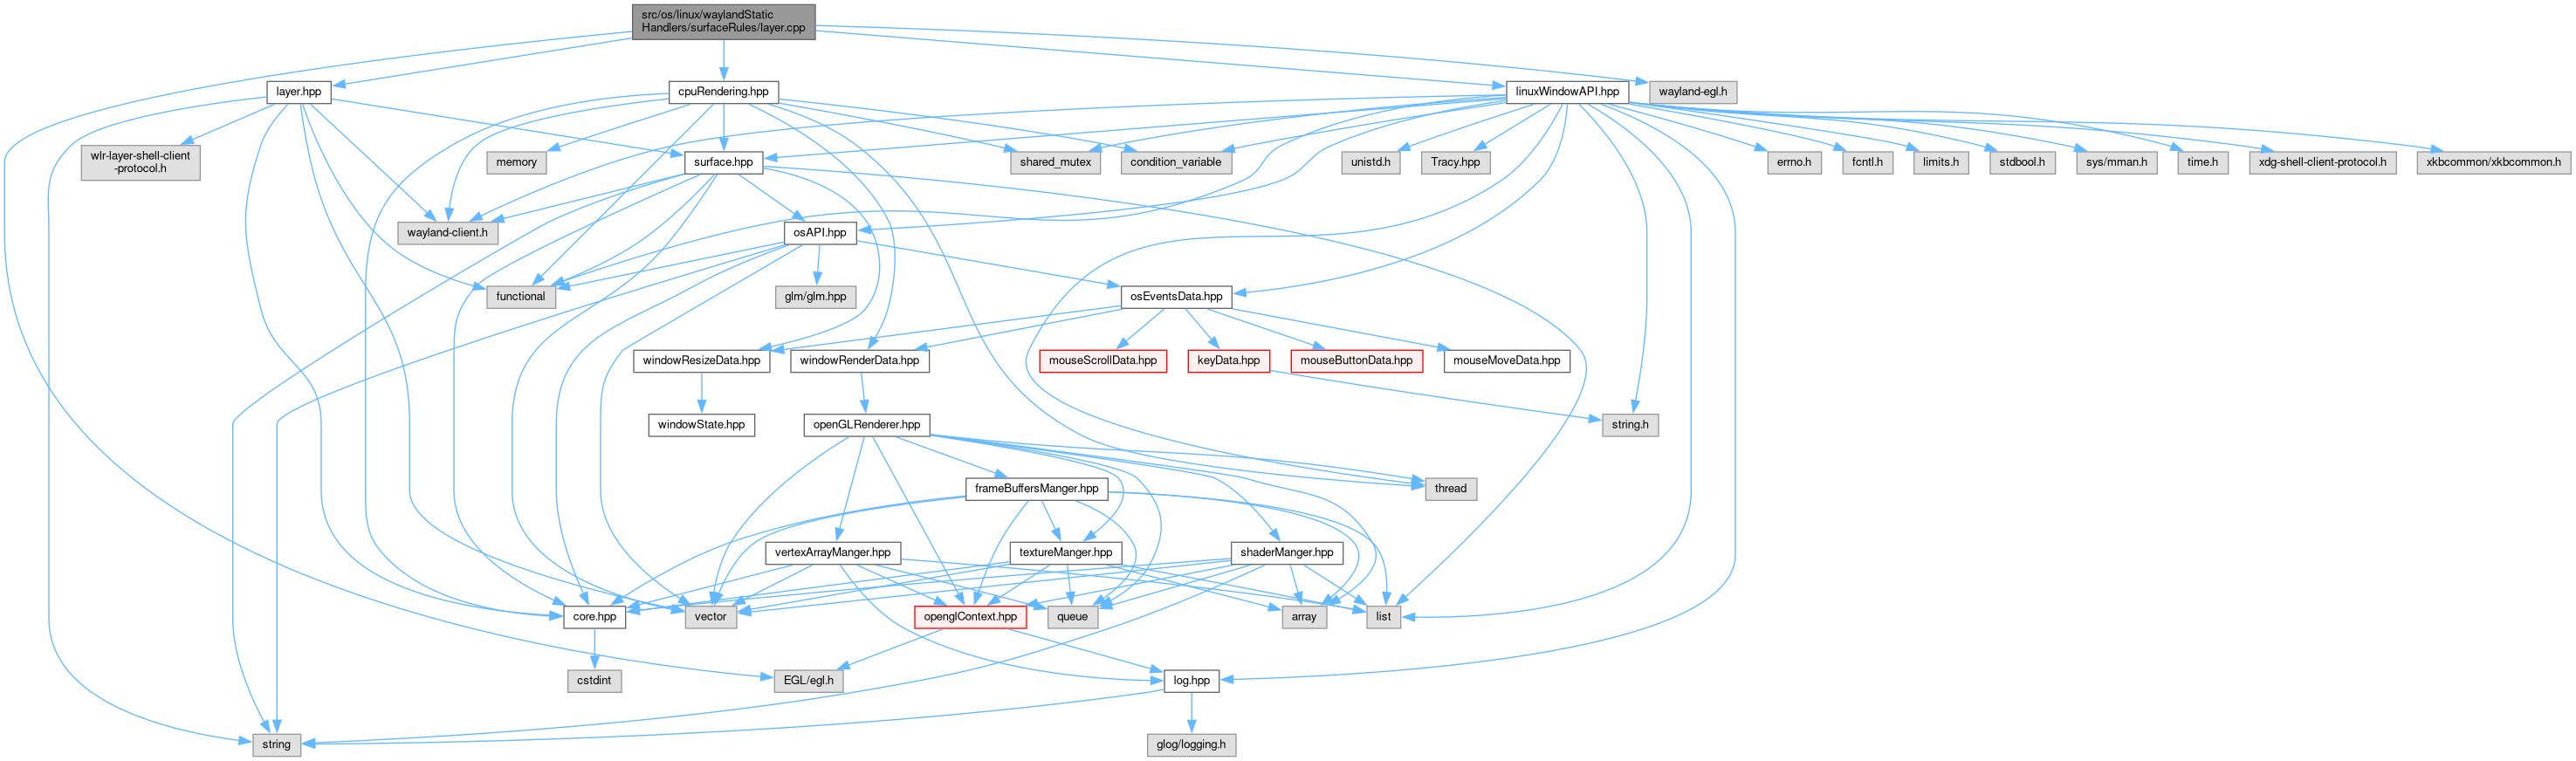 src/os/linux/waylandStatic
Handlers/surfaceRules/layer.cpp
layer.hpp
cpuRendering.hpp
linuxWindowAPI.hpp
wayland-egl.h
wlr-layer-shell-client
-protocol.h
memory
surface.hpp
shared_mutex
condition_variable
unistd.h
Tracy.hpp
errno.h
fcntl.h
limits.h
stdbool.h
sys/mman.h
time.h
xdg-shell-client-protocol.h
xkbcommon/xkbcommon.h
wayland-client.h
osAPI.hpp
functional
glm/glm.hpp
osEventsData.hpp
windowResizeData.hpp
windowRenderData.hpp
mouseScrollData.hpp
keyData.hpp
mouseButtonData.hpp
mouseMoveData.hpp
windowState.hpp
openGLRenderer.hpp
string.h
frameBuffersManger.hpp
thread
vertexArrayManger.hpp
textureManger.hpp
shaderManger.hpp
core.hpp
vector
openglContext.hpp
queue
array
list
cstdint
EGL/egl.h
log.hpp
string
glog/logging.h